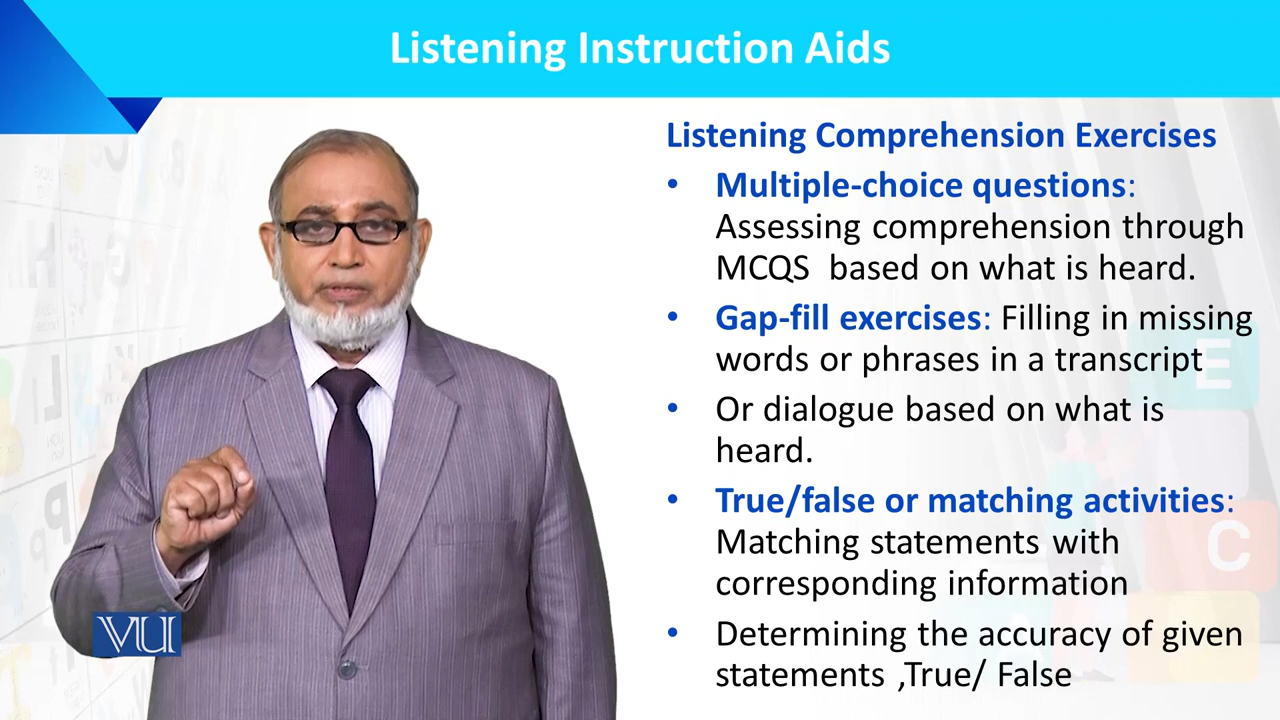 Listening Instruction Aids
Listening Comprehension Exercises
• Multiple-choice questions:
Assessing comprehension through
MCQS  based on what is heard.
• Gap-fill exercises: Filling in missing
words or phrases in a transcript
• Or dialogue based on what is
heard.
• True/false or matching activities:
Matching statements with
corresponding information
• Determining the accuracy of given
statements ,True/ False
VU
E
C